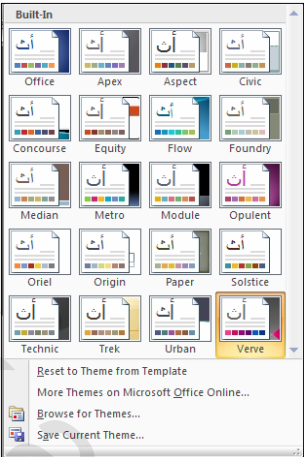 Built-In
أث أث أث أث
Office Apex Aspect Civic
أث أث أث أث
Concourse Equity Flow Foundry
أث أث أث أث
Median Metro Module Opulent
أث أث أث أث
Oriel Origin Paper Solstice
أث أث أث أث
Technic Trek Urban Verve
Reset to Theme from Template
More Themes on Microsoft Office Online...
Browse for Themes...
Save Current Theme...